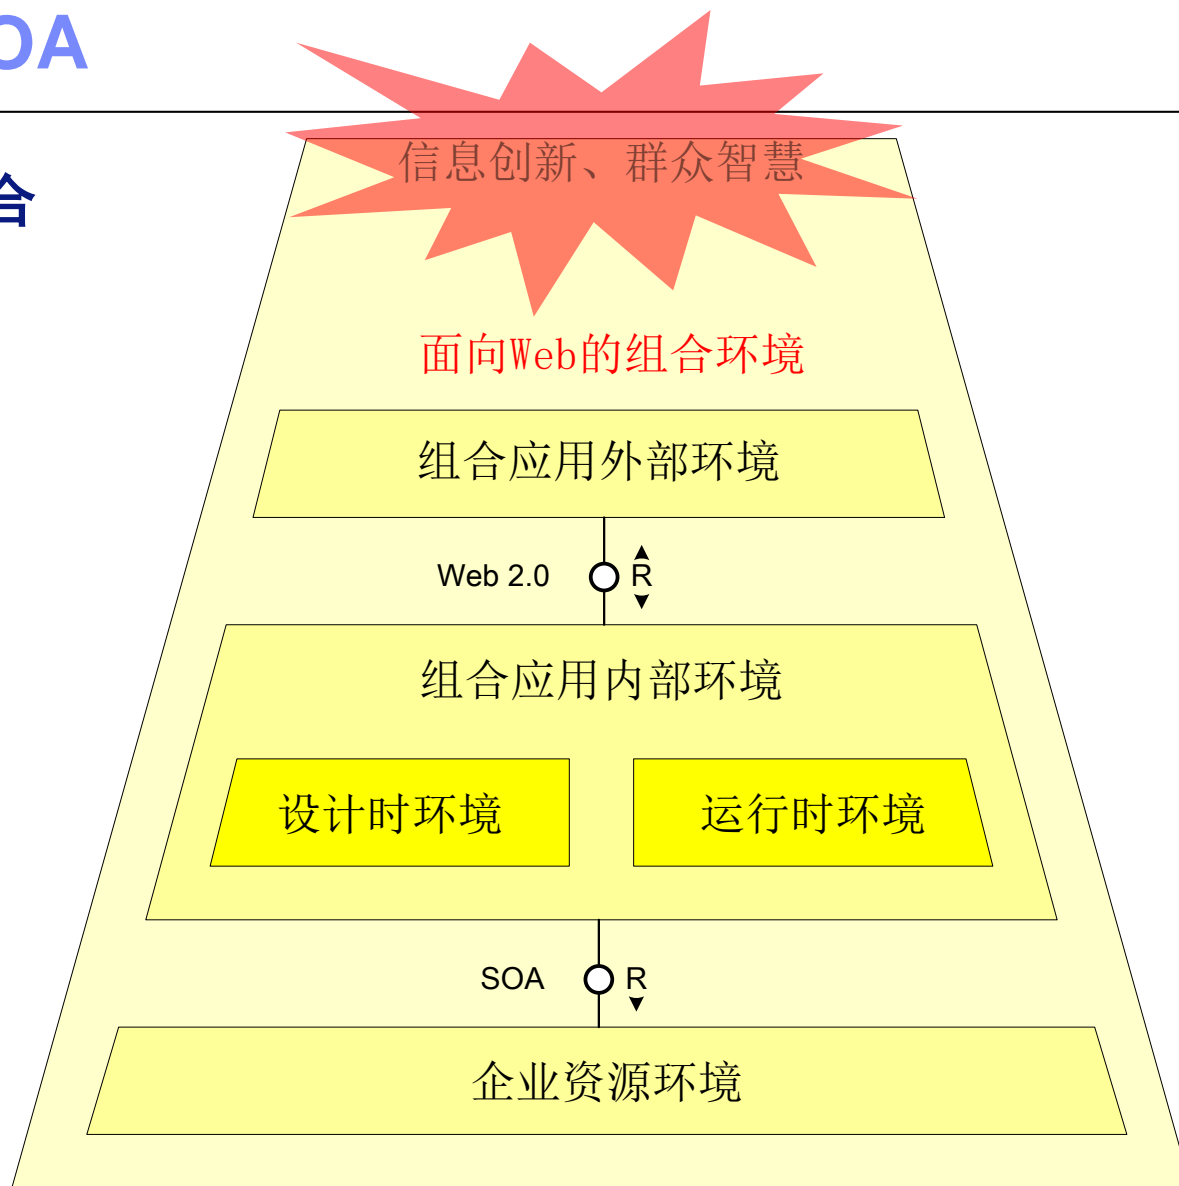 OA
合
信息创新、群众智慧
面向Web的组合环境
组合应用外部环境
Web 2.0
R
组合应用内部环境
设计时环境
运行时环境
SOA
R
企业资源环境